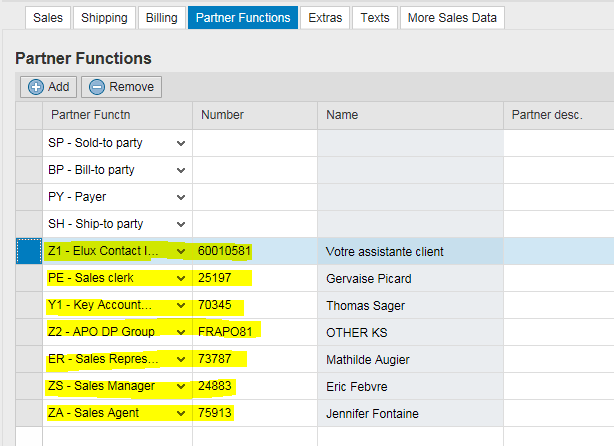 Sales Shipping Billing Partner Functions Extras Texts More Sales Data
Partner Functions
Add Remove
Partner Functn Number Name Partner desc.
SP - Sold-to party
BP - Bill-to party
PY - Payer
SH - Ship-to party
Z1 - Elux Contact I... 60010581 Votre assistante client
PE - Sales clerk 25197 Gervaise Picard
Y1 - Key Account... 70345 Thomas Sager
Z2 - APO DP Group FRAPO81 OTHER KS
ER - Sales Repres... 73787 Mathilde Augier
ZS - Sales Manager 24883 Eric Febvre
ZA - Sales Agent 75913 Jennifer Fontaine